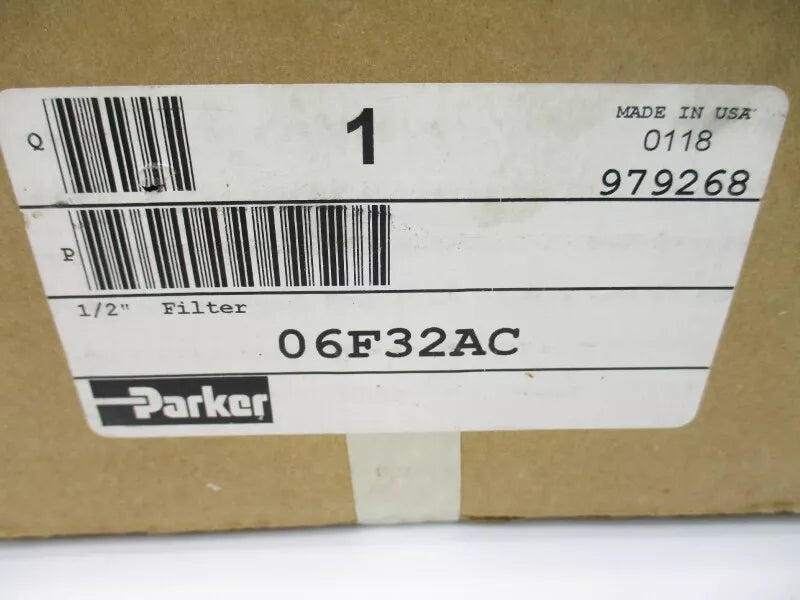 Q
1
MADE IN USA
0118
979268
P
1/2" Filter
06F32AC
Parker